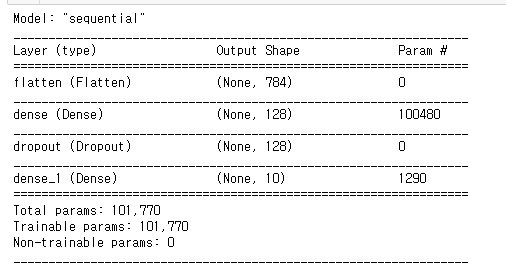 Model: "sequential"
Layer (type) Output Shape Param #
flatten (Flatten) (None, 784) 0
dense (Dense) (None, 128) 100480
dropout (Dropout) (None, 128) 0
dense_1 (Dense) (None, 10) 1290
Total params: 101,770
Trainable params: 101,770
Non-trainable params: 0